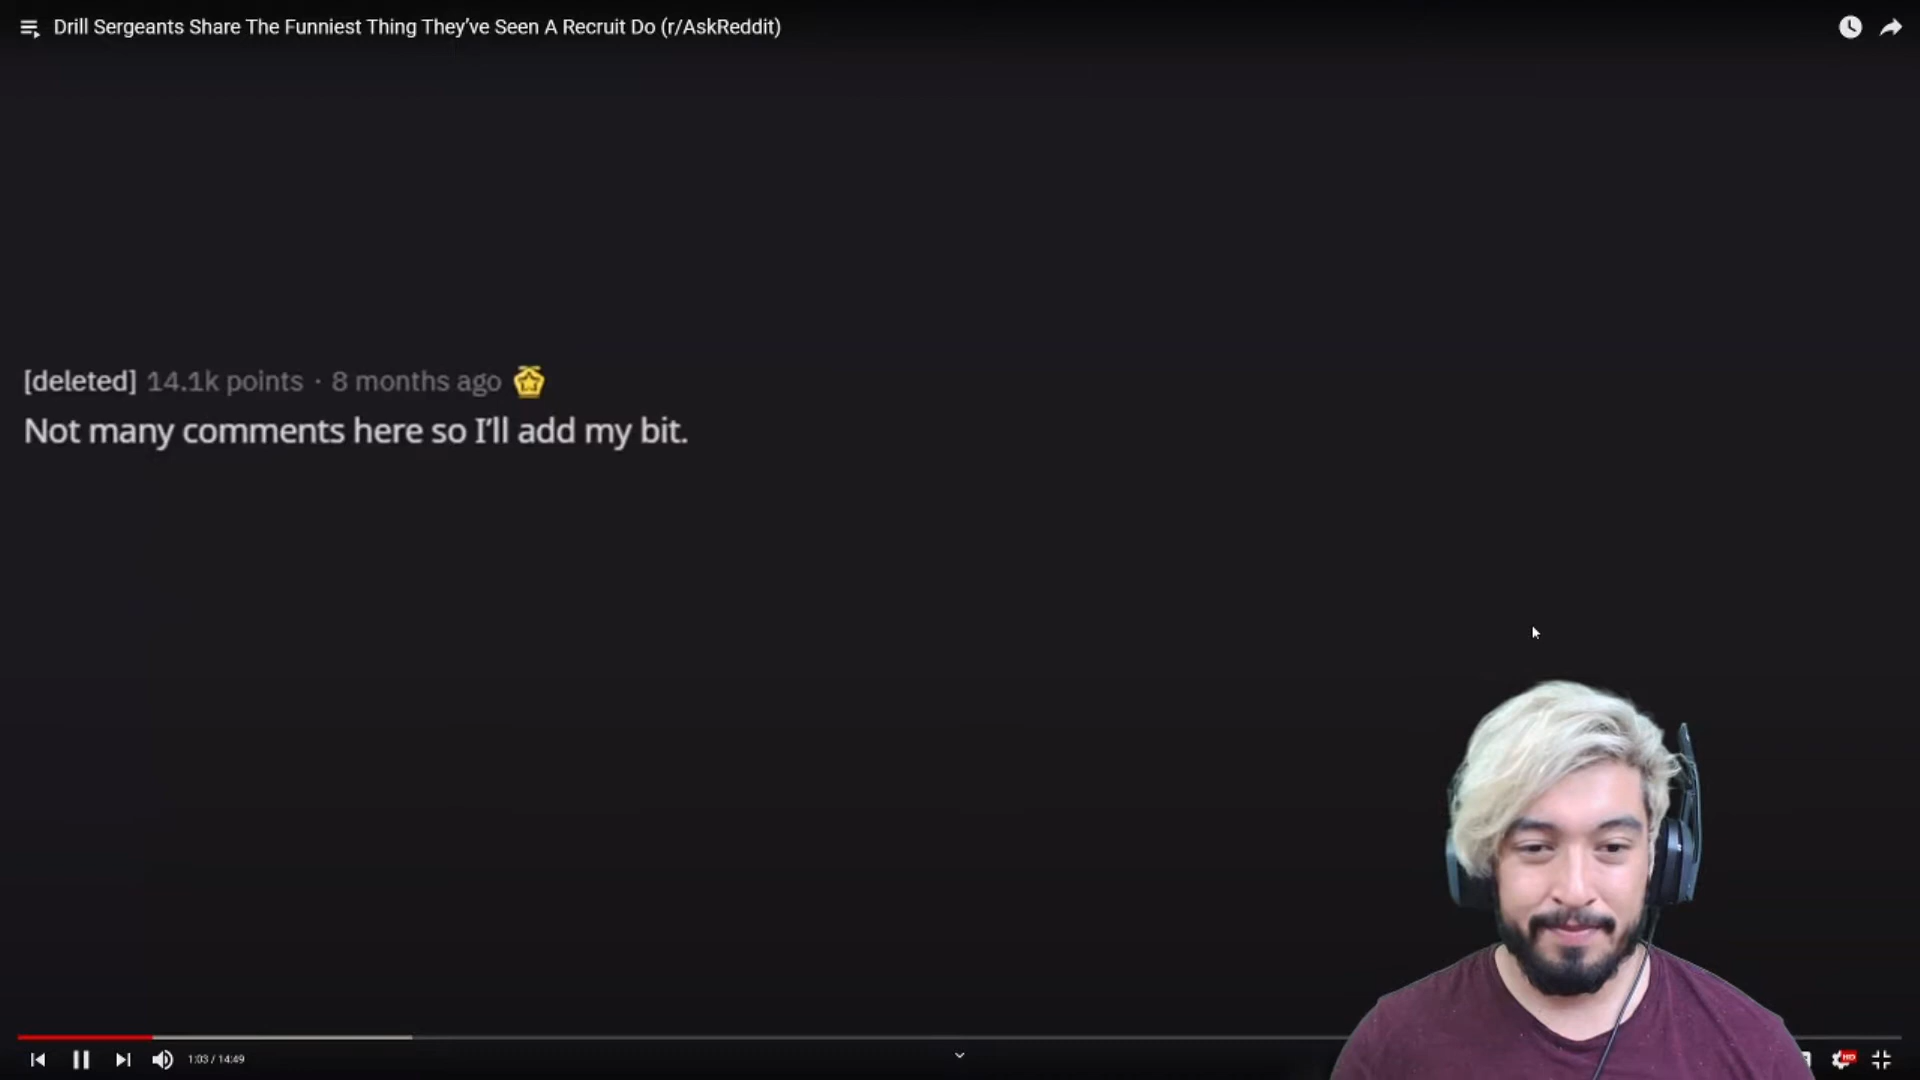 Drill Sergeants Share The Funniest Thing They’ve Seen A Recruit Do (r/AskReddit)
[deleted] 14.1k points · 8 months ago
Not many comments here so I’ll add my bit.
1:03 / 14:49
HD